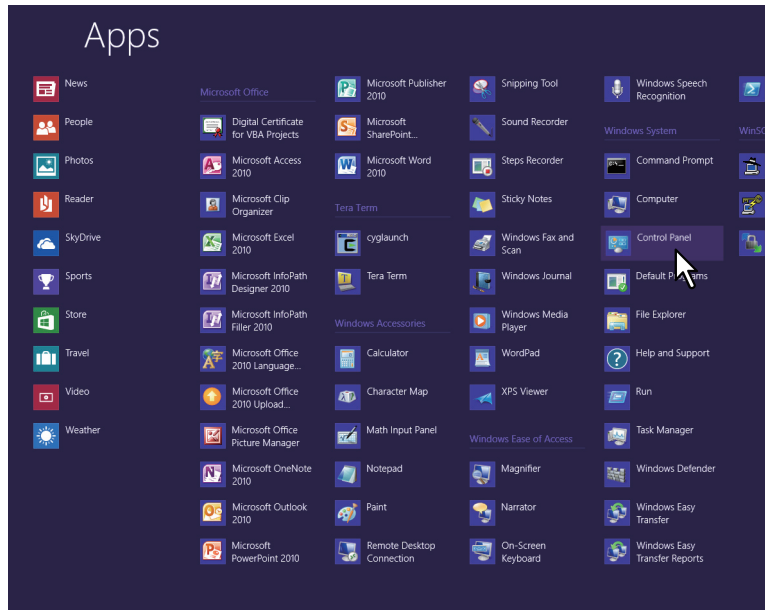 Apps
News
People
Photos
Reader
SkyDrive
Sports
Store
Travel
Video
Weather
Microsoft Office
Digital Certificate
for VBA Projects
Microsoft Access
2010
Microsoft Clip
Organizer
Microsoft Excel
2010
Microsoft InfoPath
Designer 2010
Microsoft InfoPath
Filler 2010
Microsoft Office
2010 Language...
Microsoft Office
2010 Upload...
Microsoft Office
Picture Manager
Microsoft OneNote
2010
Microsoft Outlook
2010
Microsoft
PowerPoint 2010
Microsoft Publisher
2010
Microsoft
SharePoint...
Microsoft Word
2010
Tera Term
cyglaunch
Tera Term
Windows Accessories
Calculator
Character Map
Math Input Panel
Notepad
Paint
Remote Desktop
Connection
Snipping Tool
Sound Recorder
Steps Recorder
Sticky Notes
Windows Fax and
Scan
Windows Journal
Windows Media
Player
WordPad
XPS Viewer
Windows Ease of Access
Magnifier
Narrator
On-Screen
Keyboard
Windows Speech
Recognition
Windows System
Command Prompt
Computer
Control Panel
Default
File Explorer
Help and Support
Run
Task Manager
Windows Defender
Windows Easy
Transfer
Windows Easy
Transfer Reports